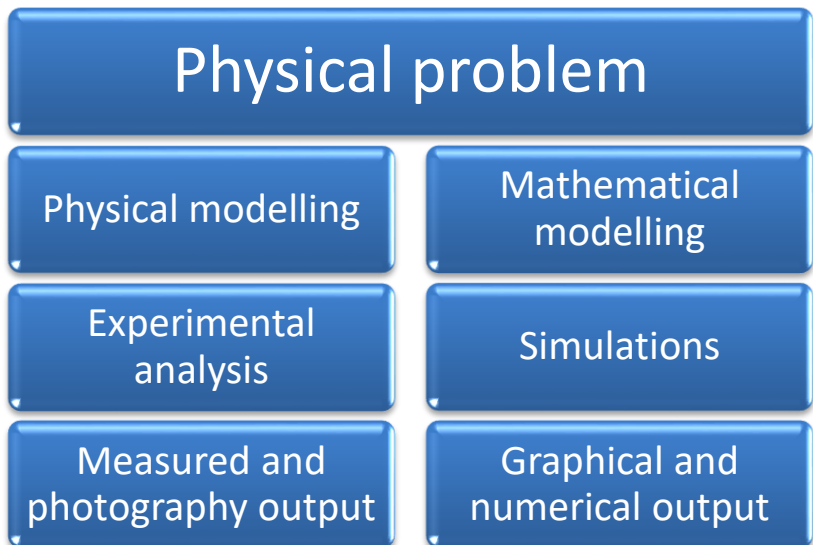 Physical problem
Physical modelling
Mathematical
modelling
Experimental
analysis
Simulations
Measured and
photography output
Graphical and
numerical output